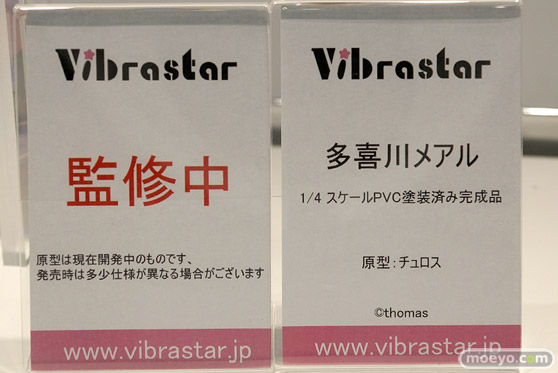 Vibrastar
監修中
原型は現在開発中のものです、
発売時は多少仕様が異なる場合がございます
www.vibrastar.jp
Vibrastar
多喜川メアル
1/4 スケールPVC塗装済み完成品
原型：チュロス
©thomas
www.vibrastar.jp
moeyo.com